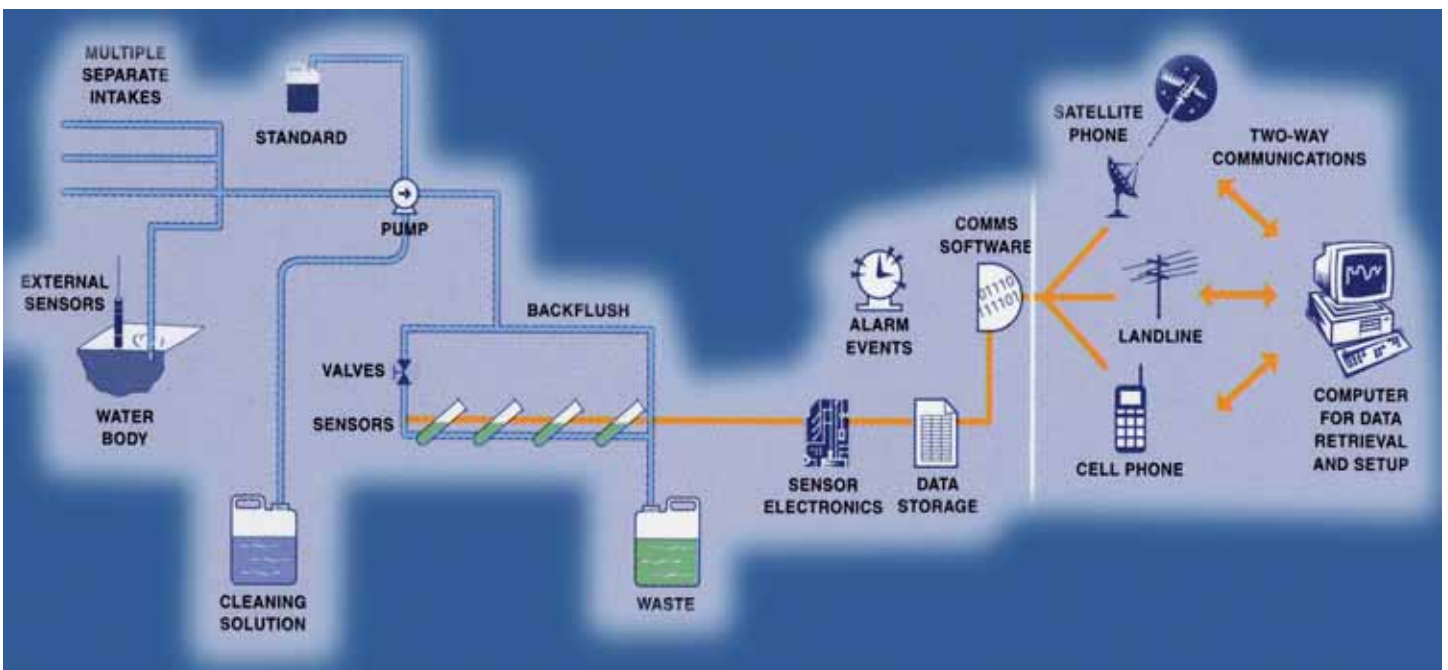 MULTIPLE
SEPARATE
INTAKES
STANDARD
PUMP
EXTERNAL
SENSORS
WATER
BODY
BACKFLUSH
VALVES
SENSORS
CLEANING
SOLUTION
WASTE
ALARM
EVENTS
SENSOR
ELECTRONICS
DATA
STORAGE
COMMS
SOFTWARE
01110
111101
SATELLITE
PHONE
TWO-WAY
COMMUNICATIONS
LANDLINE
CELL PHONE
COMPUTER
FOR DATA
RETRIEVAL
AND SETUP